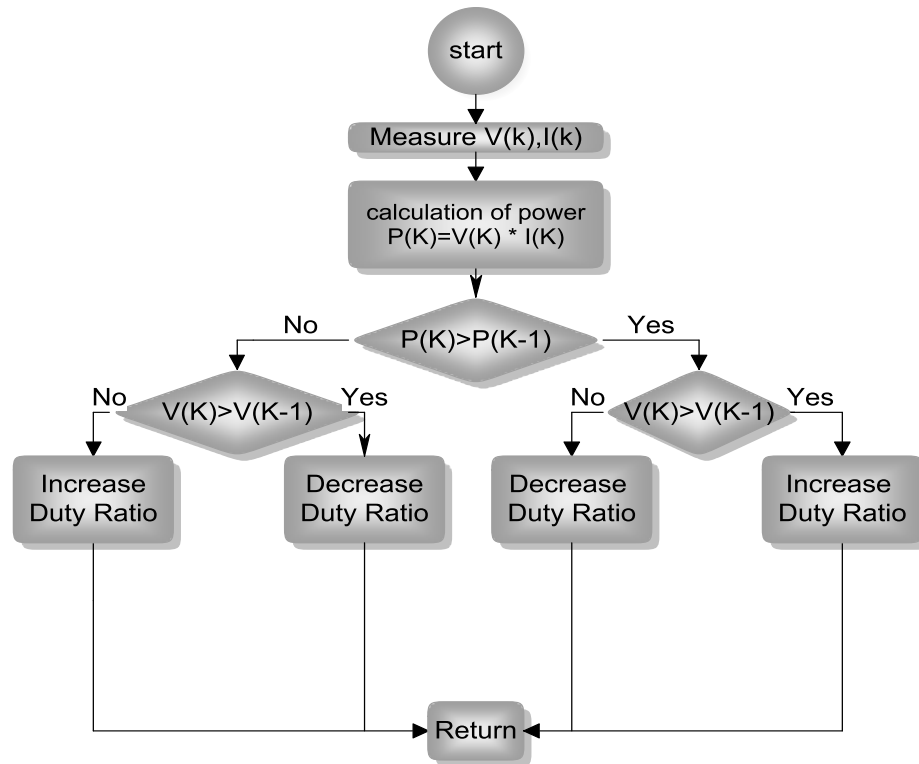 start
Measure V(k),I(k)
calculation of power
P(K)=V(K) * I(K)
No
P(K)>P(K-1)
Yes
No
V(K)>V(K-1)
Yes
No
V(K)>V(K-1)
Yes
Increase
Duty Ratio
Decrease
Duty Ratio
Decrease
Duty Ratio
Increase
Duty Ratio
Return